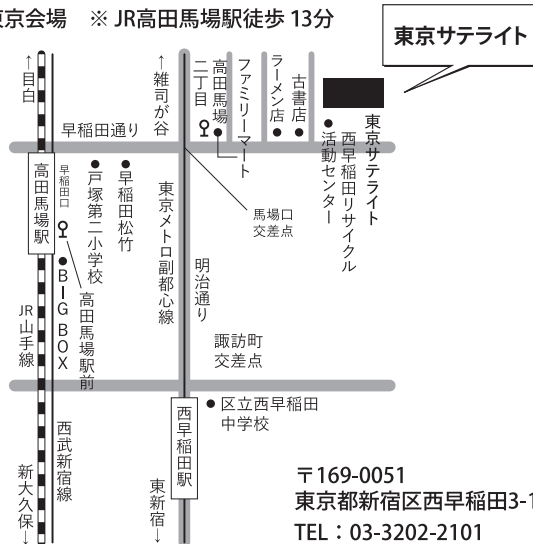 東京会場　※ JR高田馬場駅徒歩 13分
東京サテライト
←目白
←雑司が谷
高田馬場
二丁目
ファミリーマート
ラーメン店
古書店
東京サテライト
西早稲田リサイクル
活動センター
早稲田通り
高田馬場駅
早稲田口
戸塚第二小学校
早稲田松竹
馬場口
交差点
BIG BOX
高田馬場駅前
東京メトロ副都心線
明治通り
諏訪町
交差点
JR山手線
西武新宿線
西早稲田駅
区立西早稲田
中学校
新大久保→
東新宿→
〒169-0051
東京都新宿区西早稲田3-1
TEL：03-3202-2101